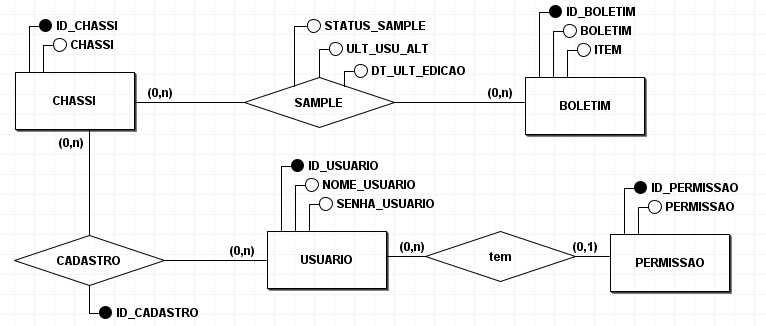 ID_CHASSI
CHASSI
CHASSI
(0,n)
(0,n)
STATUS_SAMPLE
ULT_USU_ALT
DT_ULT_EDICAO
SAMPLE
(0,n)
ID_BOLETIM
BOLETIM
ITEM
BOLETIM
CADASTRO
ID_CADASTRO
(0,n)
ID_USUARIO
NOME_USUARIO
SENHA_USUARIO
USUARIO
(0,n)
tem
(0,1)
ID_PERMISSAO
PERMISSAO
PERMISSAO